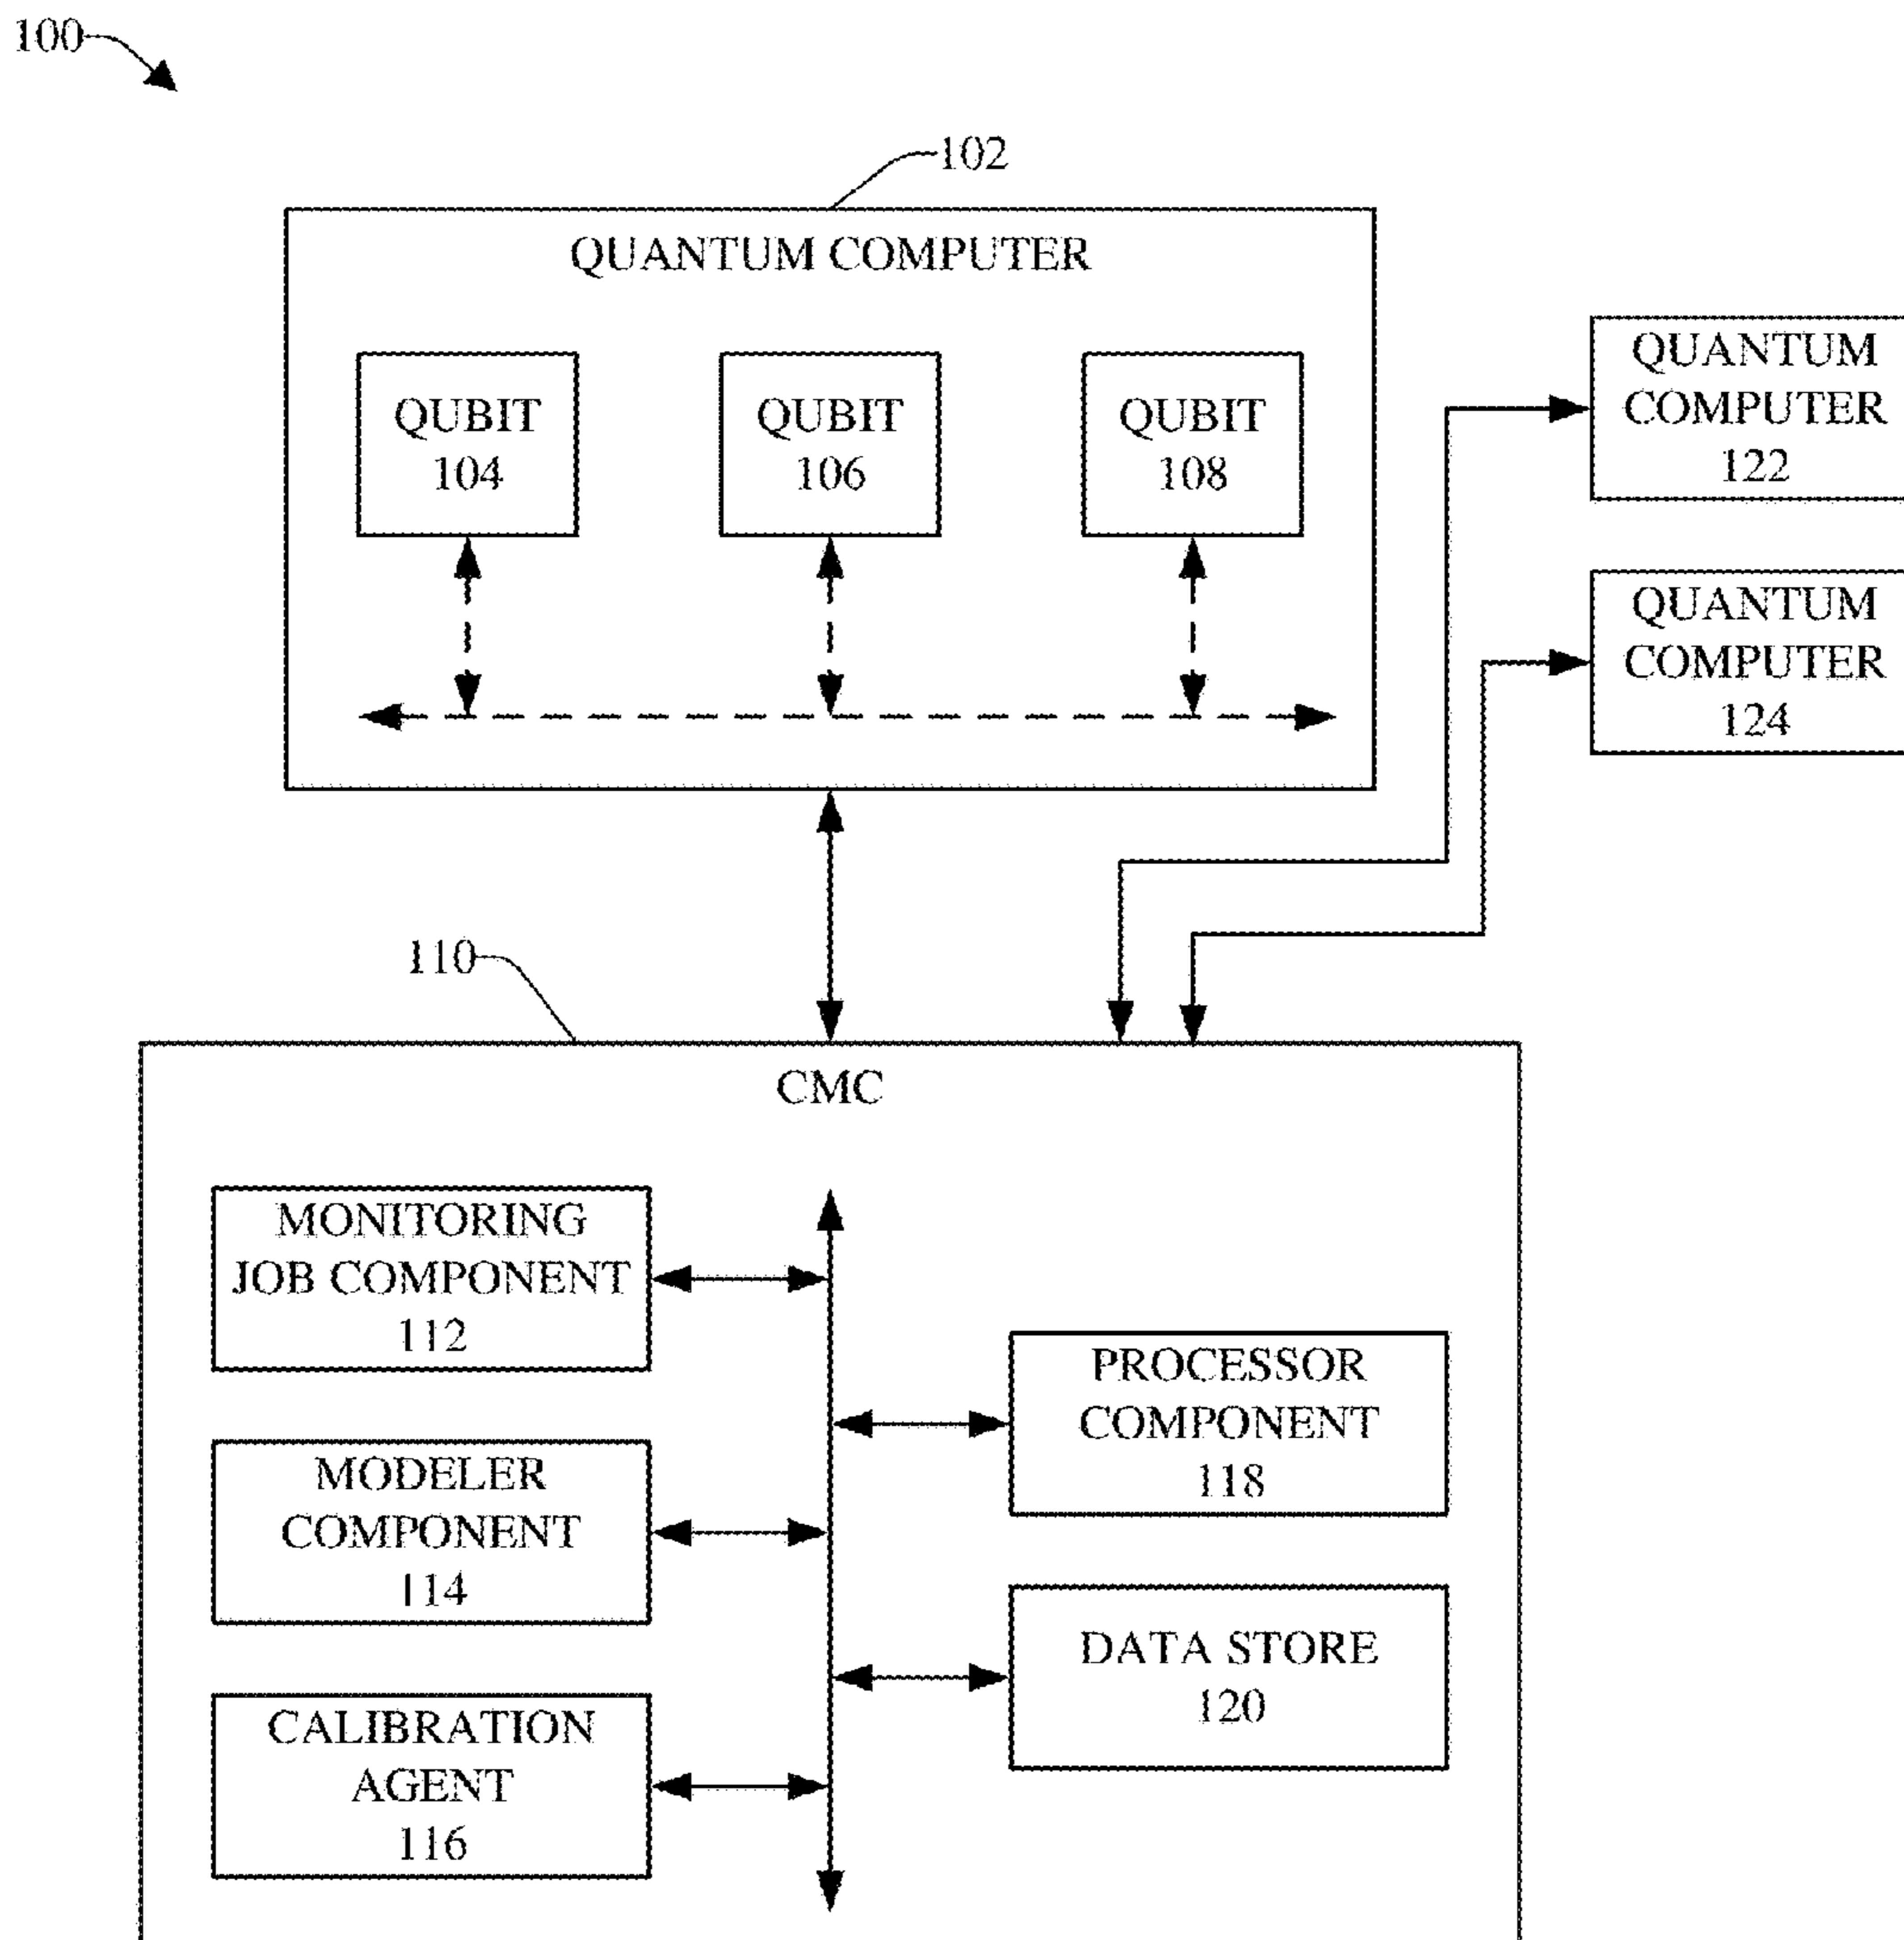 100
102
QUANTUM COMPUTER
QUBIT
104
QUBIT
106
QUBIT
108
QUANTUM
COMPUTER
122
QUANTUM
COMPUTER
124
110
CMC
MONITORING
JOB COMPONENT
112
MODELER
COMPONENT
114
CALIBRATION
AGENT
116
PROCESSOR
COMPONENT
118
DATA STORE
120